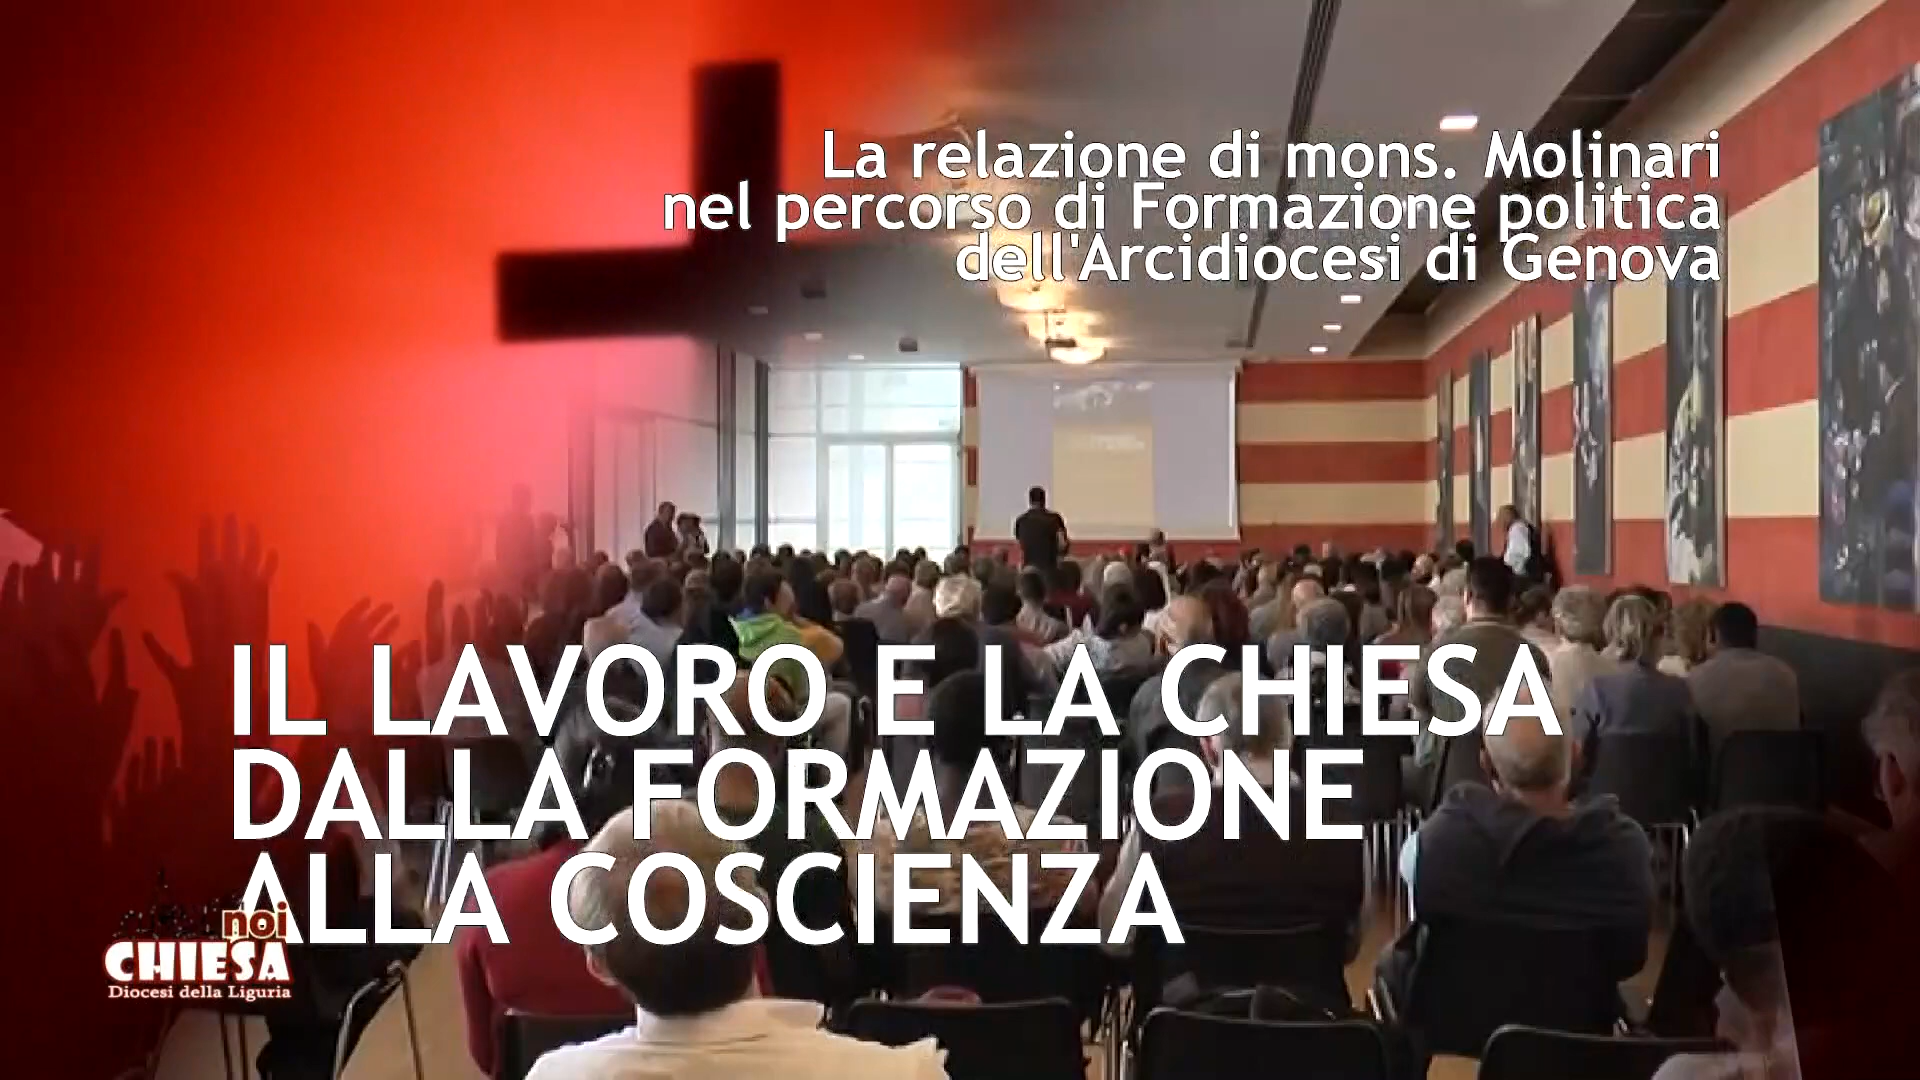 La relazione di mons. Molinari
nel percorso di Formazione politica
dell'Arcidiocesi di Genova
IL LAVORO E LA CHIESA
DALLA FORMAZIONE
ALLA COSCIENZA
noi
CHIESA
Diocesi della Liguria